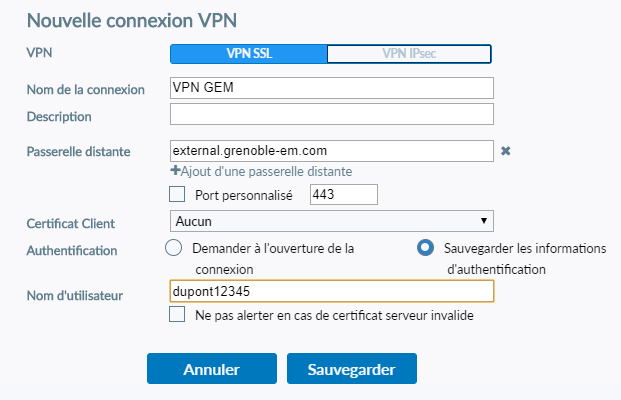 Nouvelle connexion VPN
VPN VPN SSL VPN IPsec
Nom de la connexion VPN GEM
Description
Passerelle distante external.grenoble-em.com ✖
✚Ajout d'une passerelle distante
Port personnalisé 443
Certificat Client Aucun ▼
Authentification Demander à l'ouverture de la Sauvegarder les informations
connexion d'authentification
Nom d'utilisateur dupont12345
Ne pas alerter en cas de certificat serveur invalide
Annuler Sauvegarder